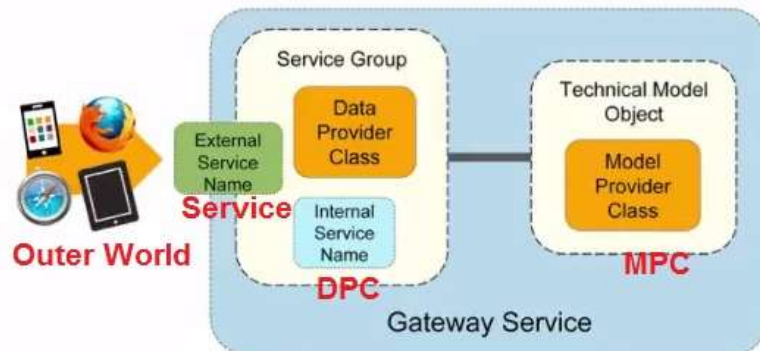 Service Group
Data
Provider
Class
External
Service
Name
Service
Internal
Service
Name
DPC
Outer World
Technical Model
Object
Model
Provider
Class
MPC
Gateway Service